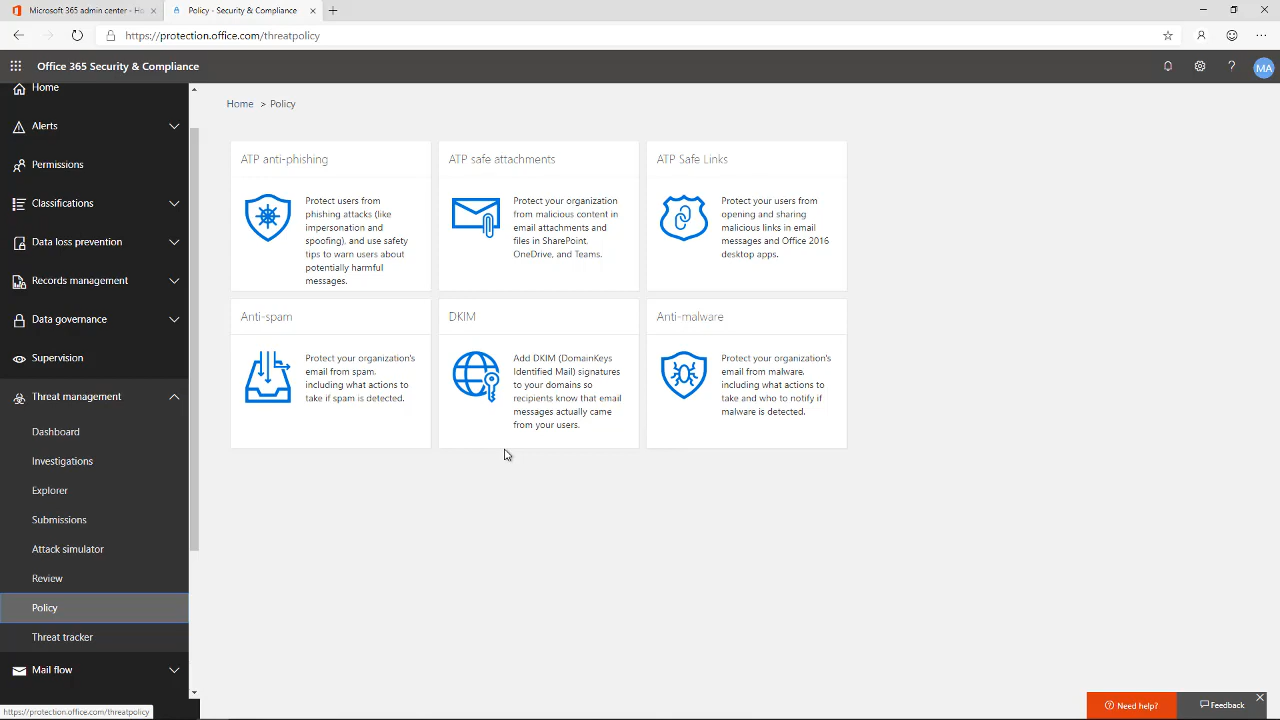 Microsoft 365 admin center - H
Policy - Security & Compliance
https://protection.office.com/threatpolicy
Office 365 Security & Compliance
MA
Home
Alerts
Permissions
Classifications
Data loss prevention
Records management
Data governance
Supervision
Threat management
Dashboard
Investigations
Explorer
Submissions
Attack simulator
Review
Policy
Threat tracker
Mail flow
https://protection.office.com/threatpolicy
Home > Policy
ATP anti-phishing
Protect users from
phishing attacks (like
impersonation and
spoofing), and use safety
tips to warn users about
potentially harmful
messages.
ATP safe attachments
Protect your organization
from malicious content in
email attachments and
files in SharePoint,
OneDrive, and Teams.
ATP Safe Links
Protect your users from
opening and sharing
malicious links in email
messages and Office 2016
desktop apps.
Anti-spam
Protect your organization's
email from spam,
including what actions to
take if spam is detected.
DKIM
Add DKIM (DomainKeys
Identified Mail) signatures
to your domains so
recipients know that email
messages actually came
from your users.
Anti-malware
Protect your organization's
email from malware,
including what actions to
take and who to notify if
malware is detected.
Need help?
Feedback